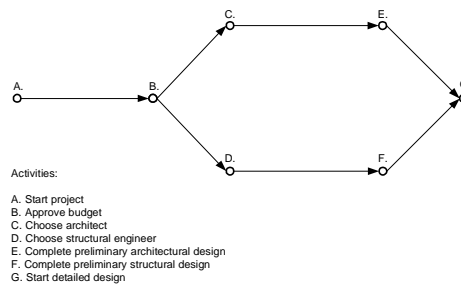 C.
E.
A.
B.
D.
F.
Activities:
A. Start project
B. Approve budget
C. Choose architect
D. Choose structural engineer
E. Complete preliminary architectural design
F. Complete preliminary structural design
G. Start detailed design